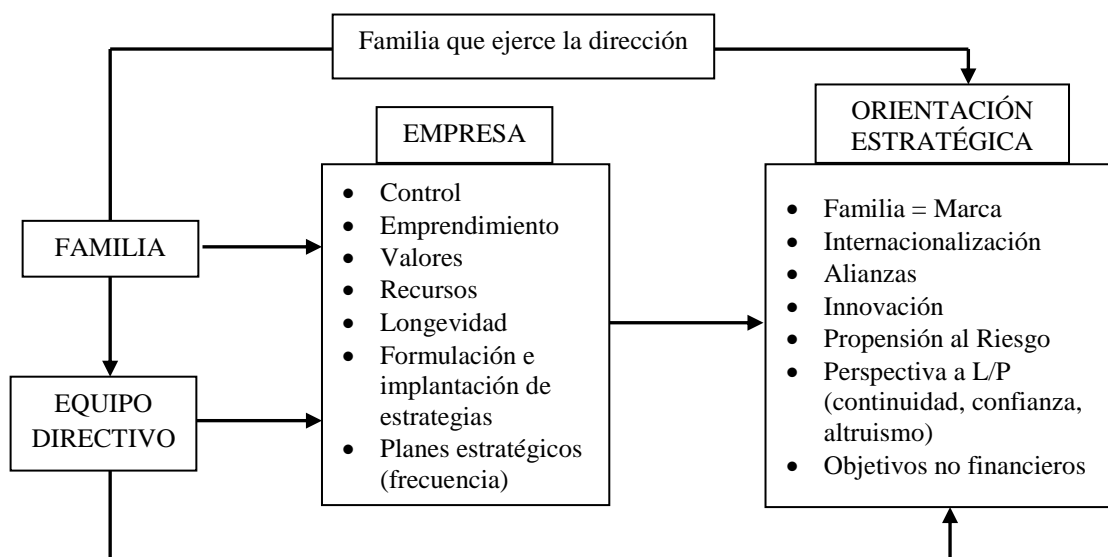 Familia que ejerce la dirección
FAMILIA
EQUIPO
DIRECTIVO
EMPRESA
• Control
• Emprendimiento
• Valores
• Recursos
• Longevidad
• Formulación e
implantación de
estrategias
• Planes estratégicos
(frecuencia)
ORIENTACIÓN
ESTRATÉGICA
• Familia = Marca
• Internacionalización
• Alianzas
• Innovación
• Propensión al Riesgo
• Perspectiva a L/P
(continuidad, confianza,
altruismo)
• Objetivos no financieros